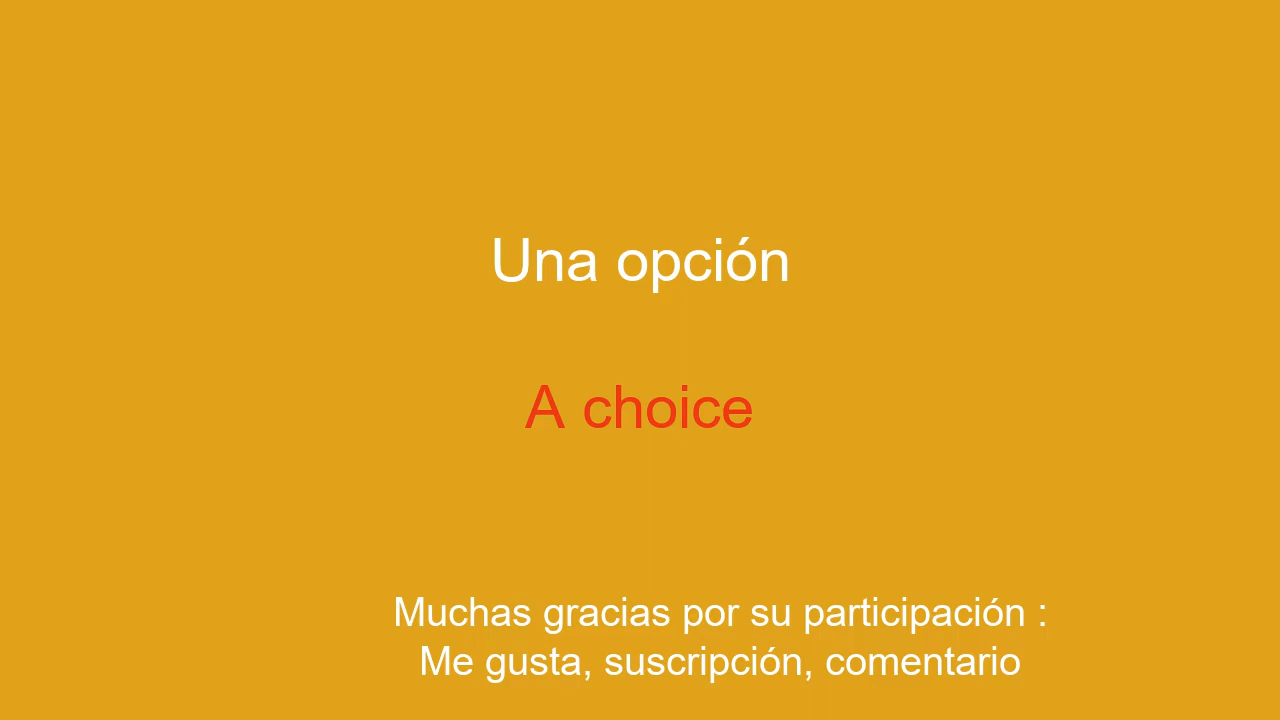 Una opción
A choice
Muchas gracias por su participación :
Me gusta, suscripción, comentario